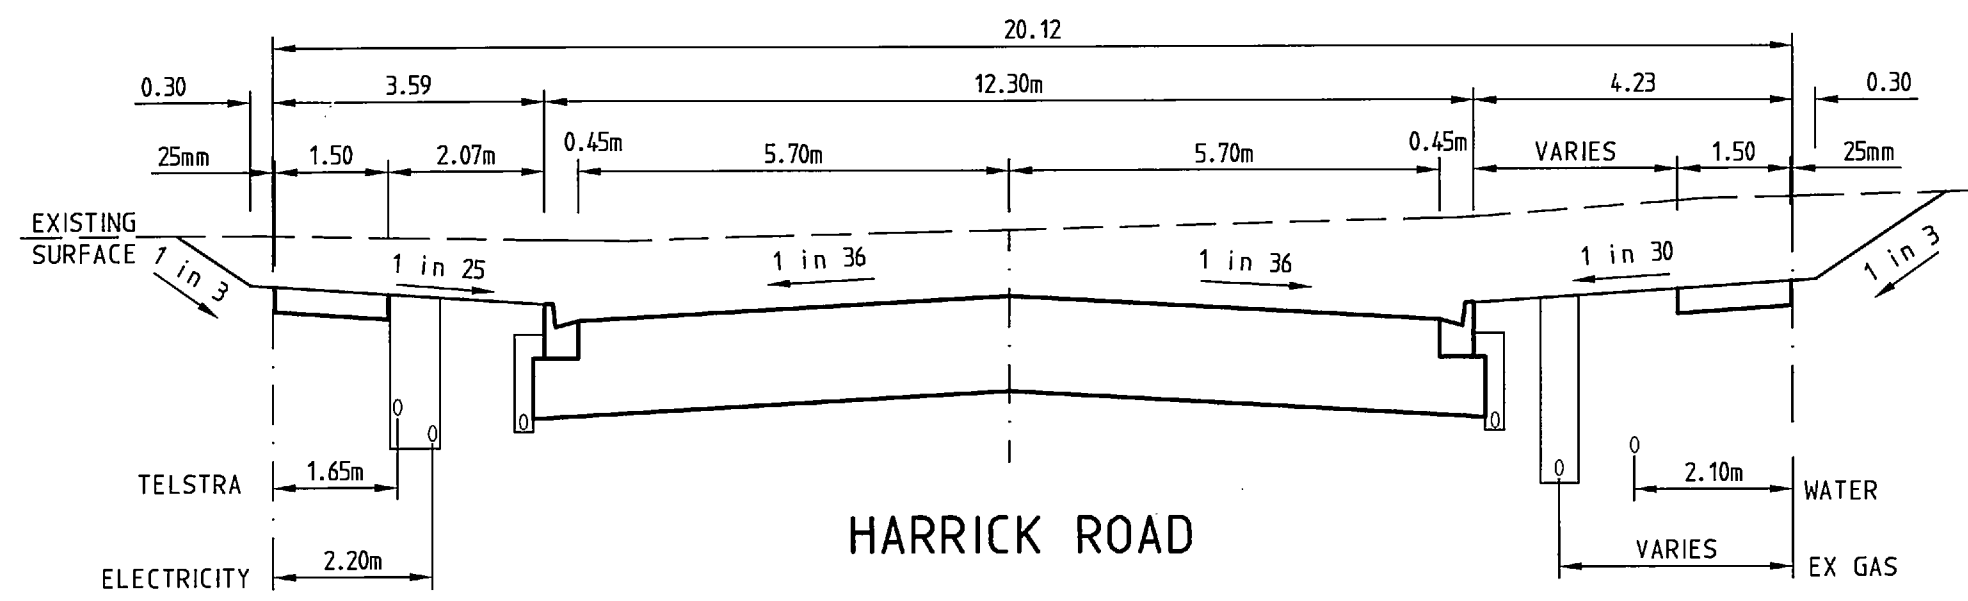 20.12
0.30 3.59 12.30m 4.23 0.30
25mm 1.50 2.07m 0.45m 5.70m 5.70m 0.45m VARIES 1.50 25mm
EXISTING
SURFACE
1 in 3 1 in 25 1 in 36 1 in 36 1 in 30 1 in 3
TELSTRA 1.65m 2.10m WATER
HARRICK ROAD
ELECTRICITY 2.20m VARIES EX GAS